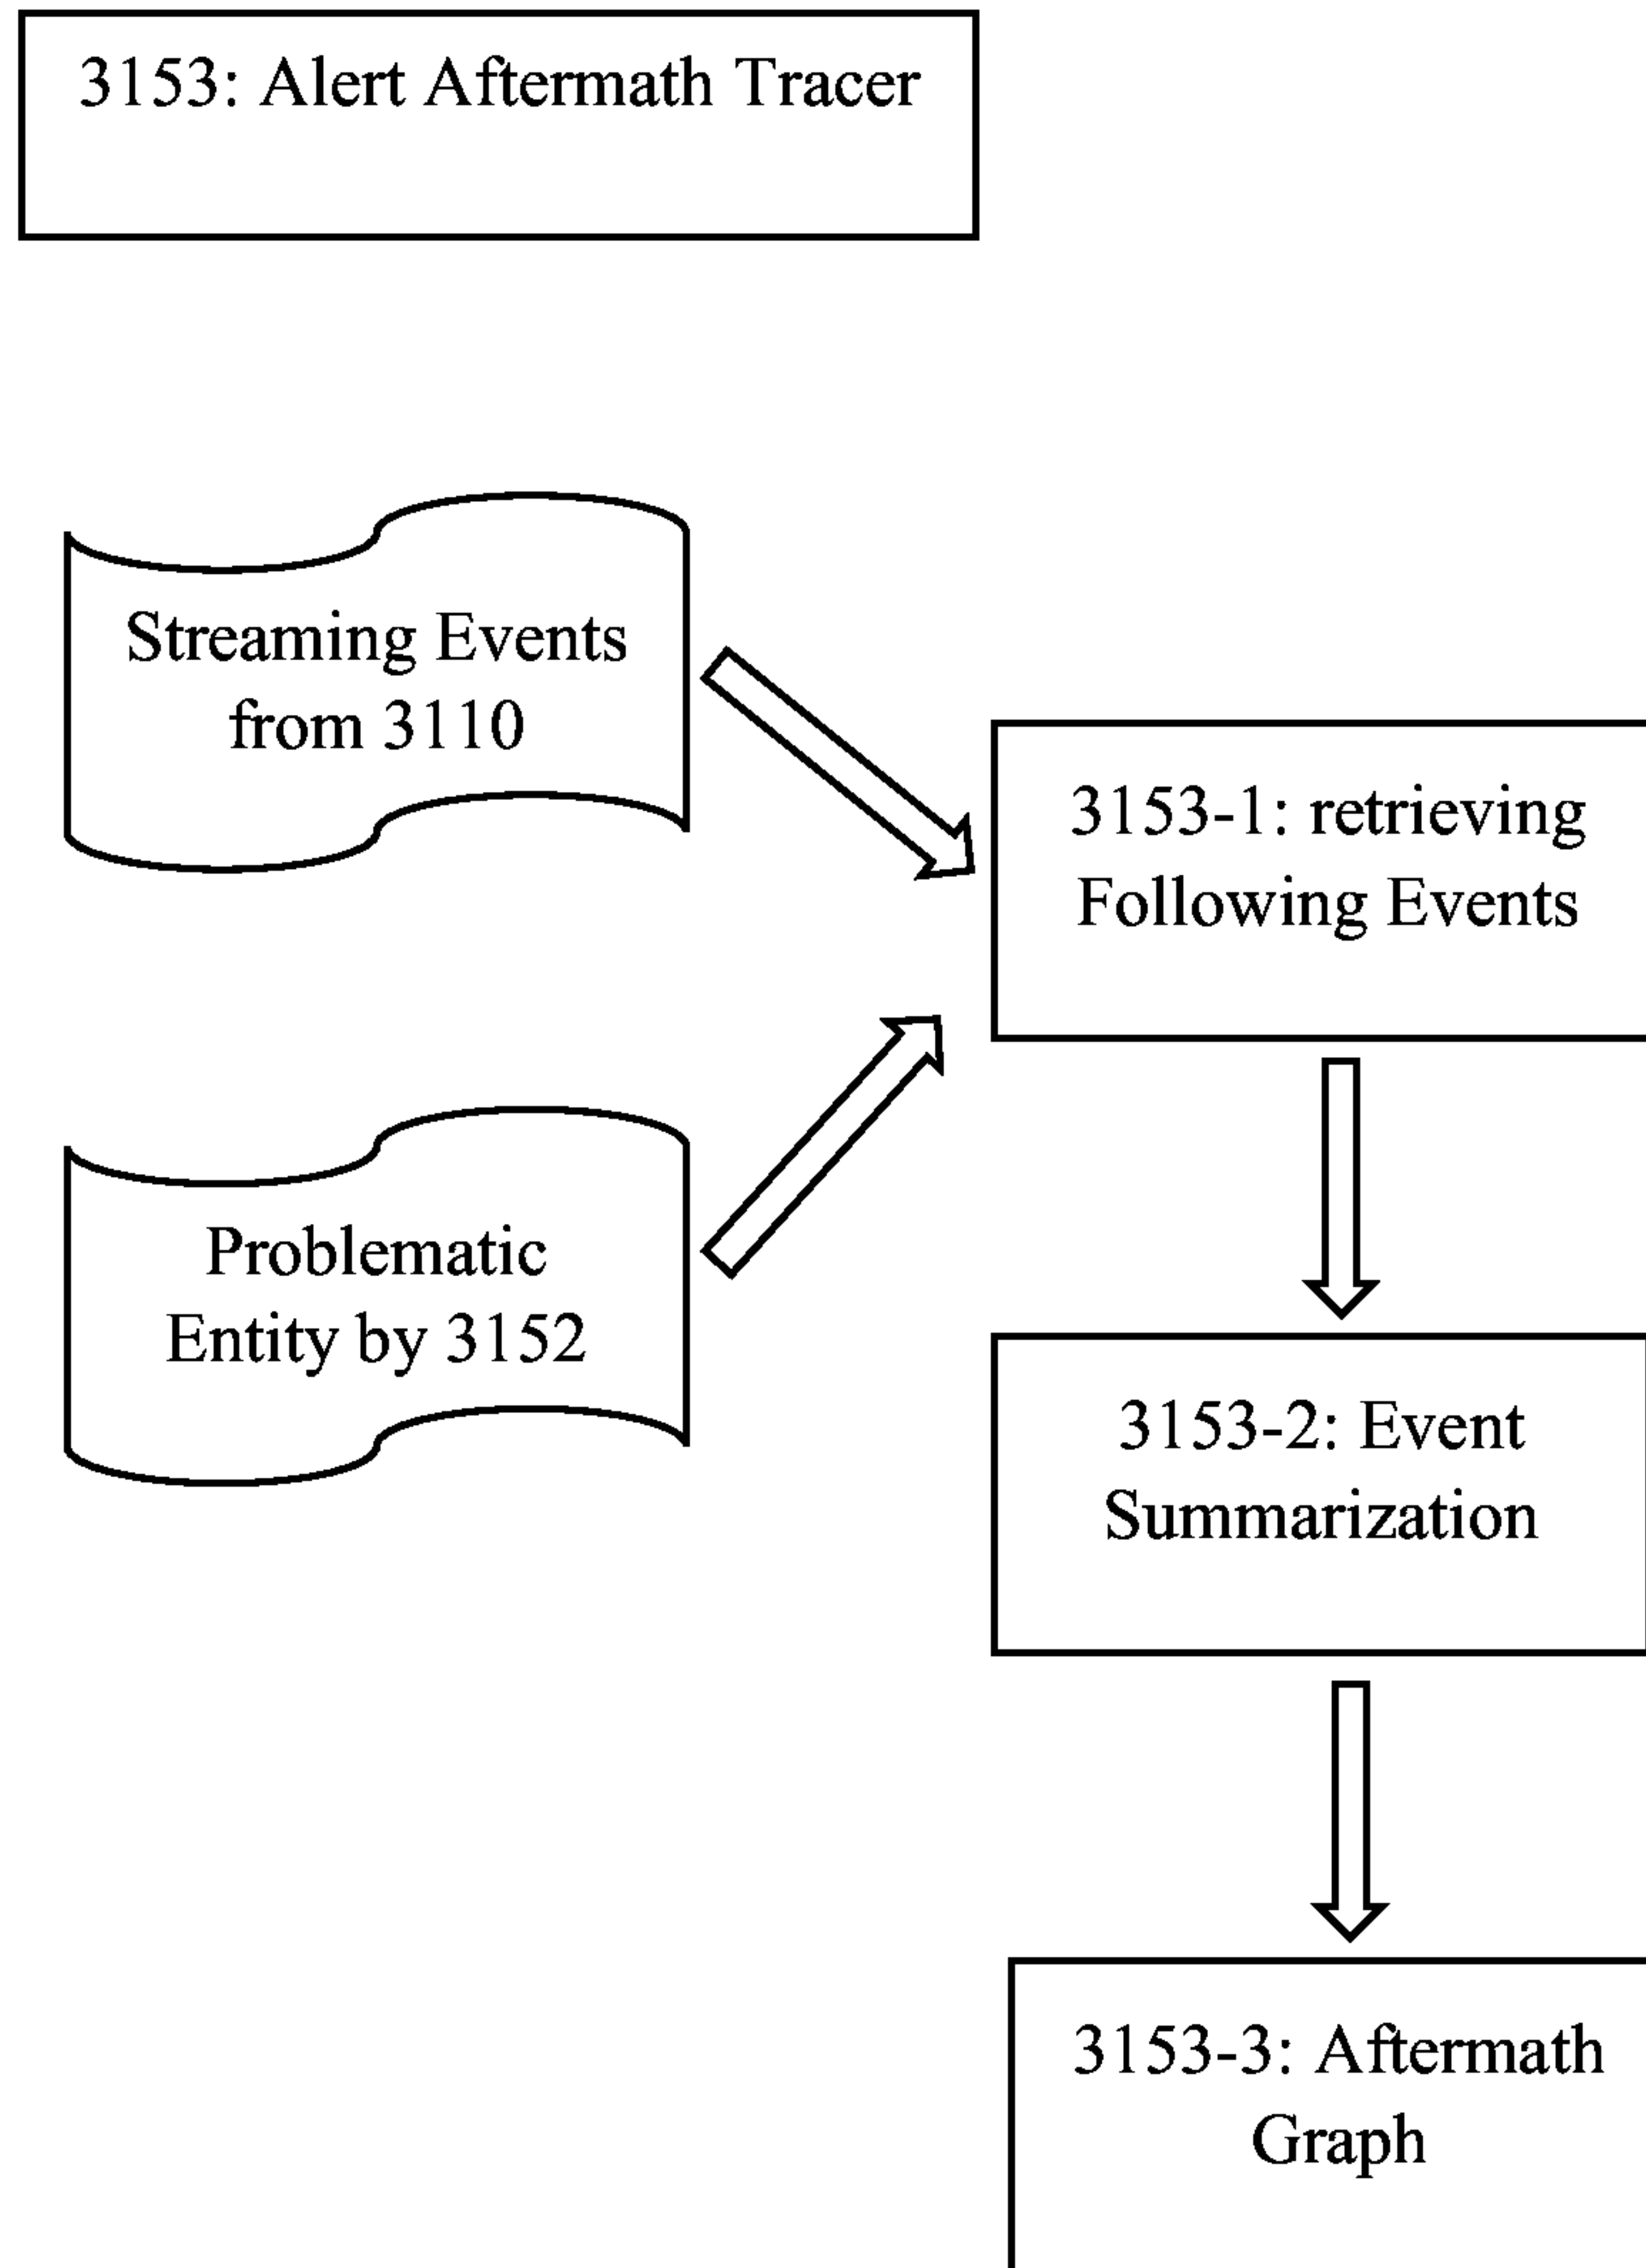 3153: Alert Aftermath Tracer
Streaming Events
from 3110
3153-1: retrieving
Following Events
Problematic
Entity by 3152
3153-2: Event
Summarization
3153-3: Aftermath
Graph